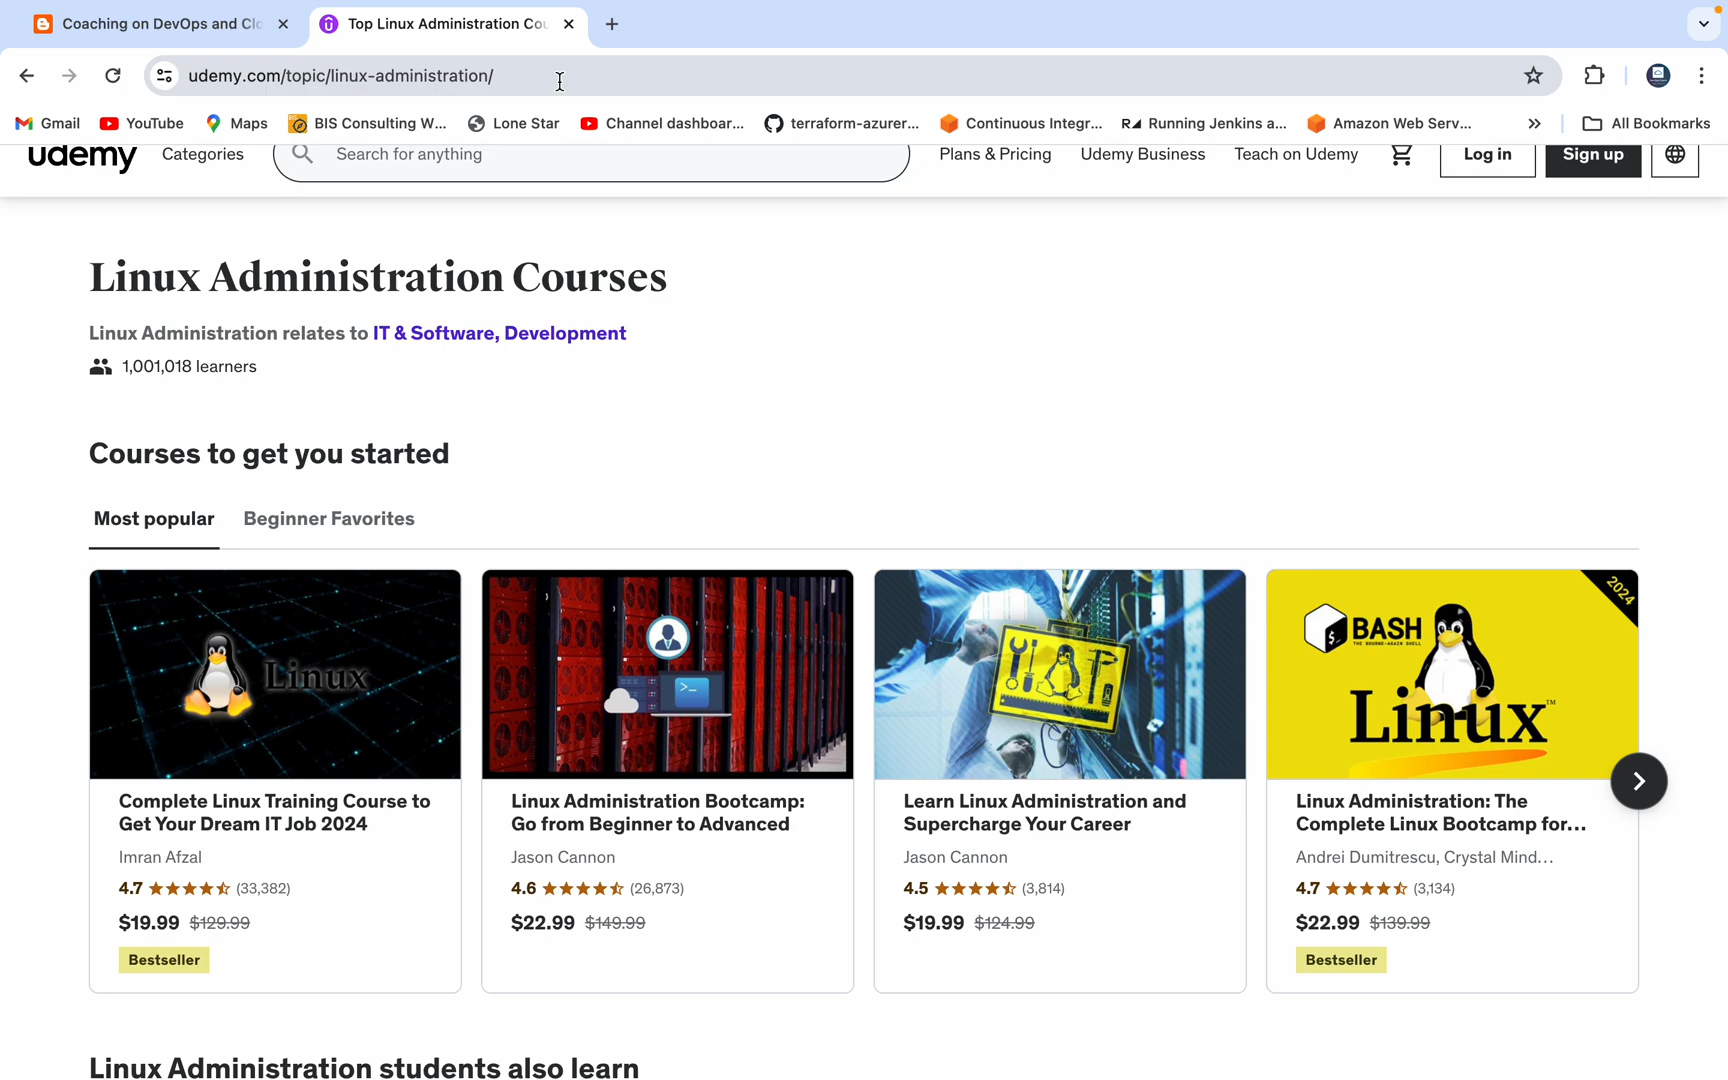 Coaching on DevOps and Clo
Top Linux Administration Cou
udemy.com/topic/linux-administration/
Gmail
YouTube
Maps
BIS Consulting W...
Lone Star
Channel dashboar...
terraform-azurer...
Continuous Integr...
Running Jenkins a...
Amazon Web Serv...
All Bookmarks
udemy
Categories
Search for anything
Plans & Pricing
Udemy Business
Teach on Udemy
Log in
Sign up
Linux Administration Courses
Linux Administration relates to IT & Software, Development
1,001,018 learners
Courses to get you started
Most popular
Beginner Favorites
Linux
2024
BASH
THE BOURNE-AGAIN SHELL
Linux™
Complete Linux Training Course to
Get Your Dream IT Job 2024
Imran Afzal
4.7 (33,382)
$19.99 $129.99
Bestseller
Linux Administration Bootcamp:
Go from Beginner to Advanced
Jason Cannon
4.6 (26,873)
$22.99 $149.99
Learn Linux Administration and
Supercharge Your Career
Jason Cannon
4.5 (3,814)
$19.99 $124.99
Linux Administration: The
Complete Linux Bootcamp for...
Andrei Dumitrescu, Crystal Mind...
4.7 (3,134)
$22.99 $139.99
Bestseller
Linux Administration students also learn